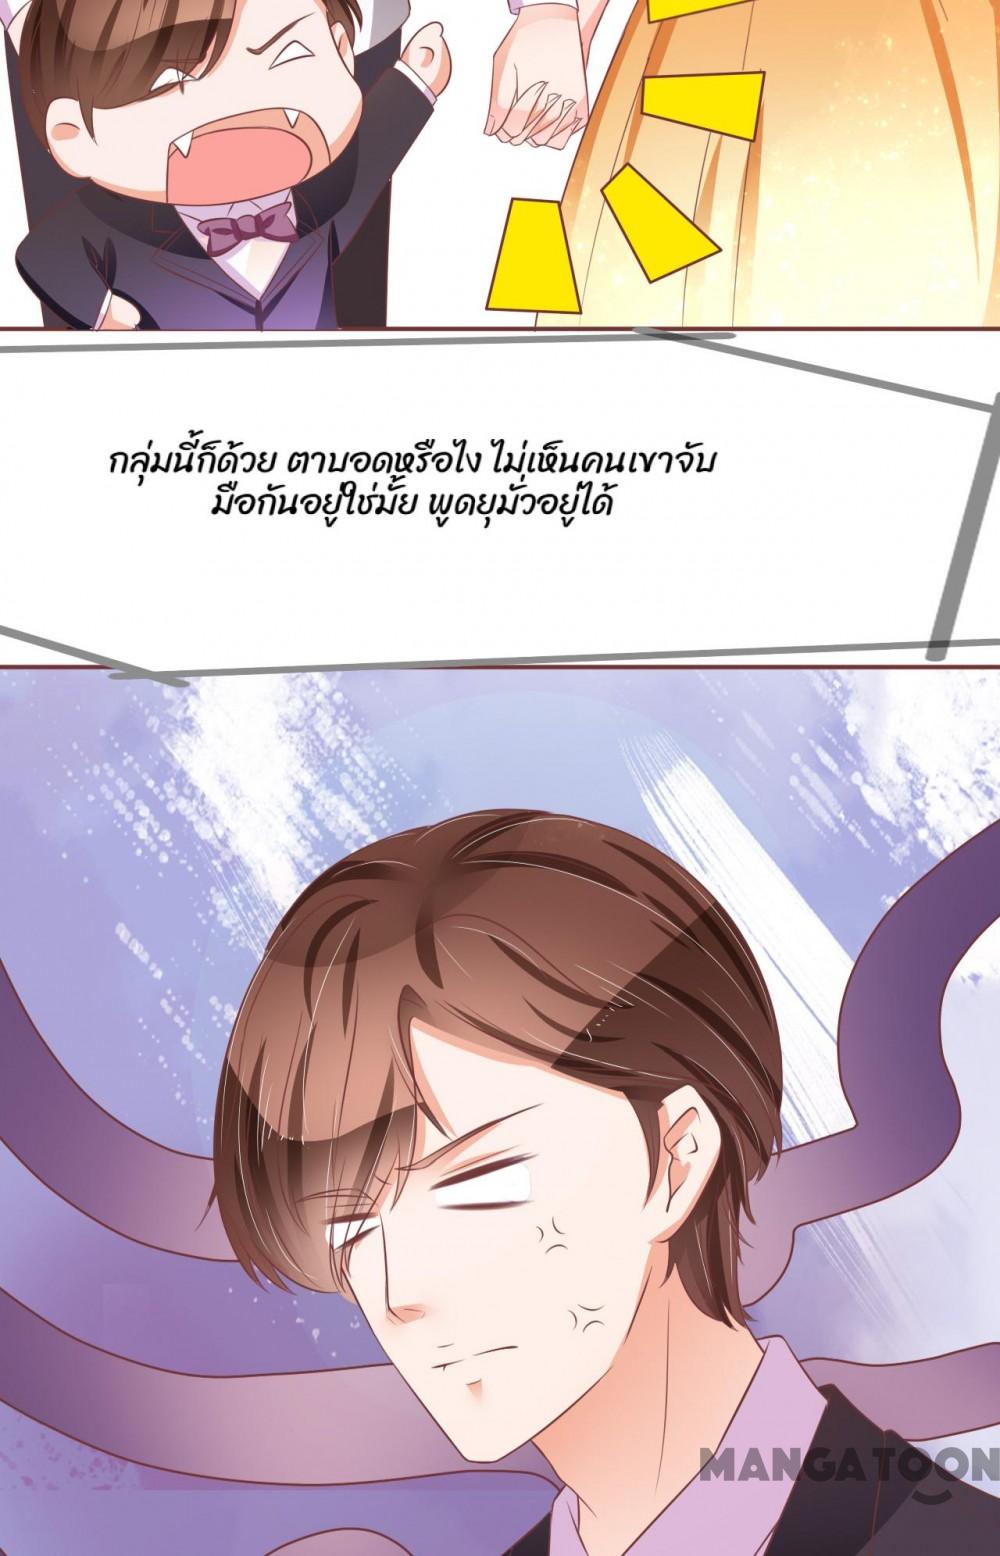 กลุ่มนี้ก็ด้วย ตาบอดหรือไง ไม่เห็นคนเขาจับ
มือกันอยู่ใช่มั้ย พูดยุมั่วอยู่ได้
MANGATOON